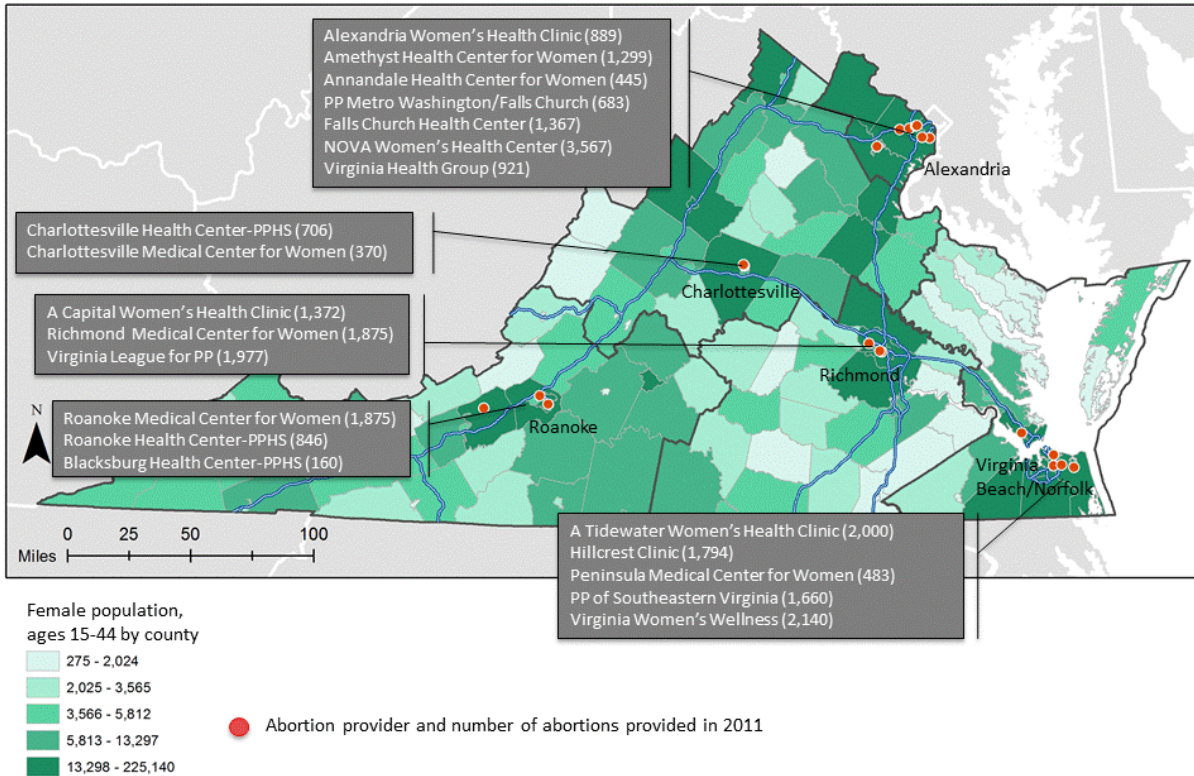 Alexandria Women's Health Clinic (889)
Amethyst Health Center for Women (1,299)
Annandale Health Center for Women (445)
PP Metro Washington/Falls Church (683)
Falls Church Health Center (1,367)
NOVA Women's Health Center (3,567)
Virginia Health Group (921)
Alexandria
Charlottesville Health Center-PPHS (706)
Charlottesville Medical Center for Women (370)
Charlottesville
A Capital Women's Health Clinic (1,372)
Richmond Medical Center for Women (1,875)
Virginia League for PP (1,977)
Richmond
Roanoke Medical Center for Women (1,875)
Roanoke Health Center-PPHS (846)
Blacksburg Health Center-PPHS (160)
Roanoke
N
Virginia
Beach/Norfolk
A Tidewater Women's Health Clinic (2,000)
Hillcrest Clinic (1,794)
Peninsula Medical Center for Women (483)
PP of Southeastern Virginia (1,660)
Virginia Women's Wellness (2,140)
0 25 50 100
Miles
Female population,
ages 15-44 by county
275 - 2,024
2,025 - 3,565
3,566 - 5,812
5,813 - 13,297
13,298 - 225,140
Abortion provider and number of abortions provided in 2011